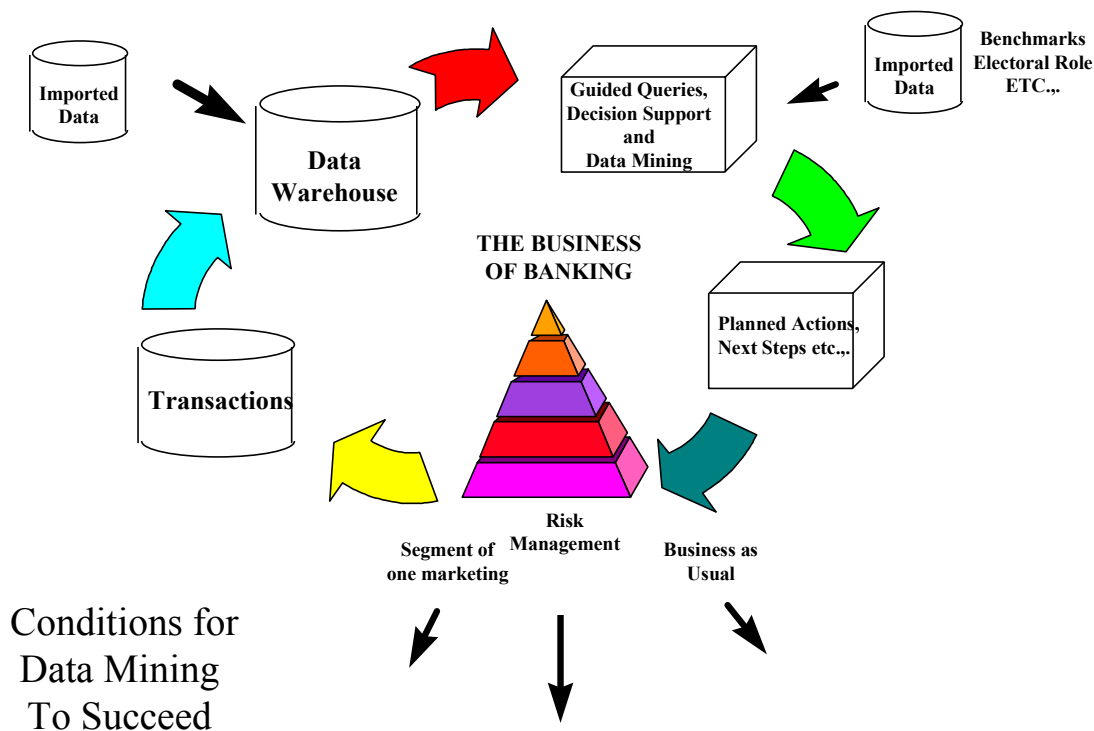 Imported
Data
Data
Warehouse
Guided Queries,
Decision Support
and
Data Mining
Imported
Data
Benchmarks
Electoral Role
ETC.,.
THE BUSINESS
OF BANKING
Planned Actions,
Next Steps etc.,.
Transactions
Segment of
one marketing
Risk
Management
Business as
Usual
Conditions for
Data Mining
To Succeed